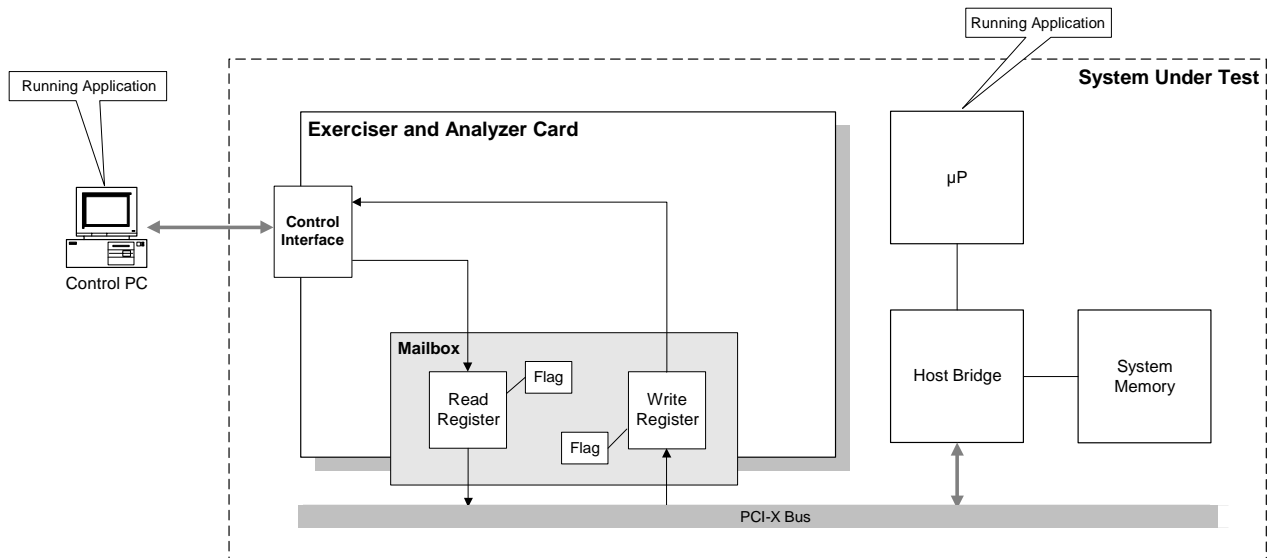 Running Application
System Under Test
Running Application
Exerciser and Analyzer Card
µP
Control
Interface
Control PC
Mailbox
Flag
Read
Register
Write
Register
Flag
Host Bridge
System
Memory
PCI-X Bus